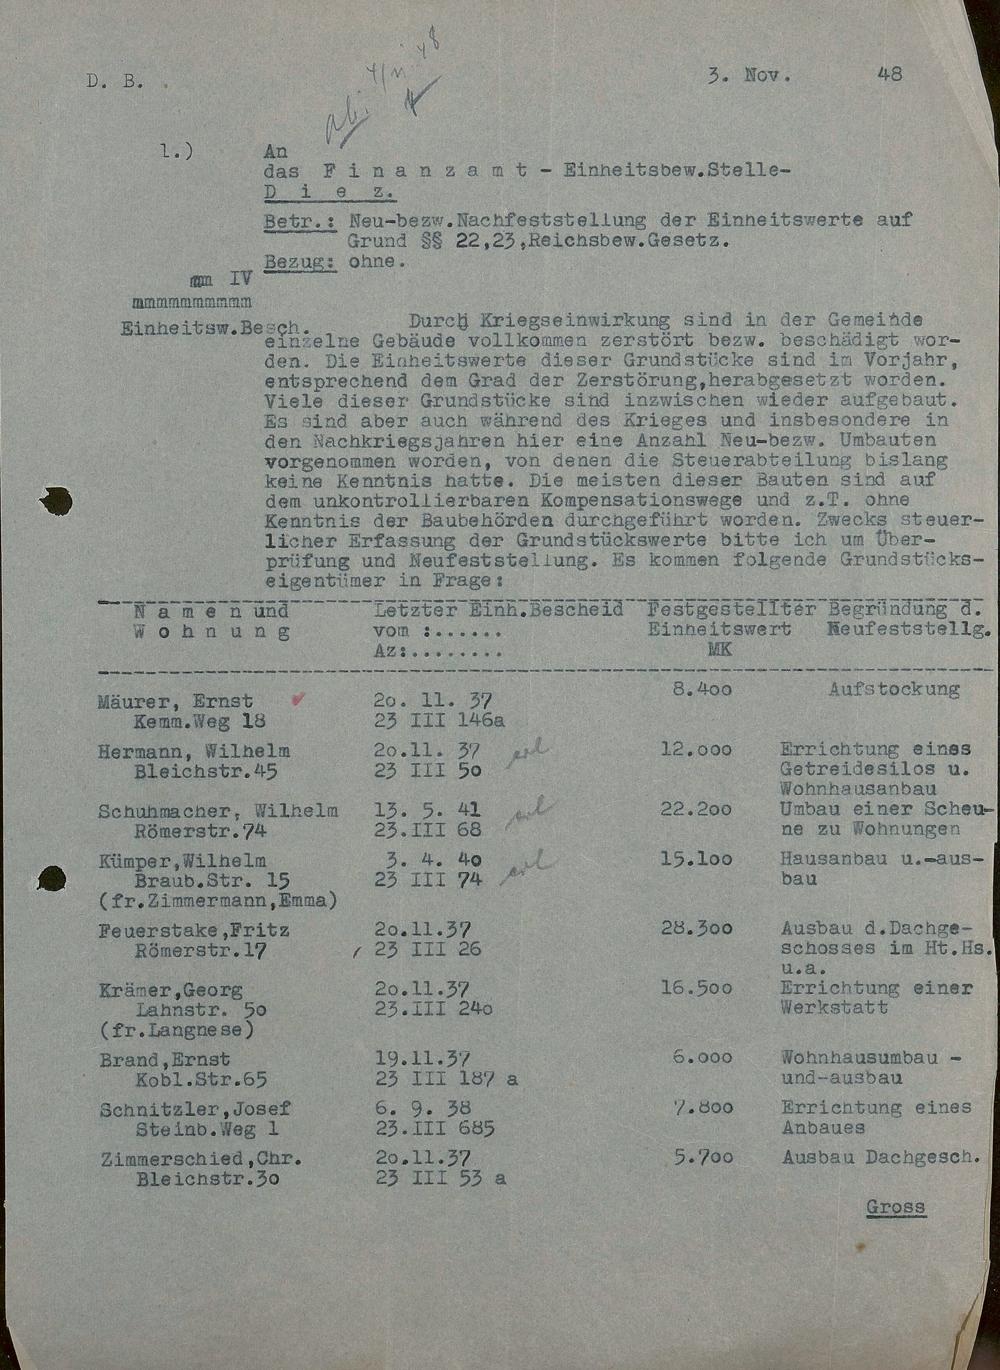 ab. 4/11 48
D. B. 3. Nov. 48
1.) An
das F i n a n z a m t - Einheitsbew.Stelle-
D i e z.
Betr.: Neu-bezw.Nachfeststellung der Einheitswerte auf
Grund §§ 22,23,Reichsbew.Gesetz.
Bezug: ohne.
mm IV
mmmmmmmmmm
Einheitsw.Besch.
Durch Kriegseinwirkung sind in der Gemeinde
einzelne Gebäude vollkommen zerstört bezw. beschädigt wor-
den. Die Einheitswerte dieser Grundstücke sind im Vorjahr,
entsprechend dem Grad der Zerstörung,herabgesetzt worden.
Viele dieser Grundstücke sind inzwischen wieder aufgebaut.
Es sind aber auch während des Krieges und insbesondere in
den Nachkriegsjahren hier eine Anzahl Neu-bezw. Umbauten
vorgenommen worden, von denen die Steuerabteilung bislang
keine Kenntnis hatte. Die meisten dieser Bauten sind auf
dem unkontrollierbaren Kompensationswege und z.T. ohne
Kenntnis der Baubehörden durchgeführt worden. Zwecks steuer-
licher Erfassung der Grundstückswerte bitte ich um Über-
prüfung und Neufeststellung. Es kommen folgende Grundstücks-
eigentümer in Frage:
N a m e n und Letzter Einh.Bescheid Festgestellter Begründung d.
W o h n u n g vom :....... Einheitswert Neufeststellg.
Az:......... MK
Mäurer, Ernst 20. 11. 37 8.400 Aufstockung
Kemm.Weg 18 23 III 146a
Hermann, Wilhelm 20.11. 37 erl 12.000 Errichtung eines
Bleichstr.45 23 III 50 Getreidesilos u.
Wohnhausanbau
Schuhmacher, Wilhelm 13. 5. 41 erl 22.200 Umbau einer Scheu-
Römerstr.74 23.III 68 ne zu Wohnungen
Kümper,Wilhelm 3. 4. 40 erl 15.100 Hausanbau u.-aus-
Braub.Str. 15 23 III 74 bau
(fr.Zimmermann,Emma)
Feuerstake,Fritz 20.11.37 28.300 Ausbau d.Dachge-
Römerstr.17 23 III 26 schosses im Ht.Hs.
u.a.
Krämer,Georg 20.11.37 16.500 Errichtung einer
Lahnstr. 50 23.III 240 Werkstatt
(fr.Langnese)
Brand,Ernst 19.11.37 6.000 Wohnhausumbau -
Kobl.Str.65 23 III 187 a und-ausbau
Schnitzler,Josef 6. 9. 38 7.800 Errichtung eines
Steinb.Weg 1 23.III 685 Anbaues
Zimmerschied,Chr. 20.11.37 5.700 Ausbau Dachgesch.
Bleichstr.30 23 III 53 a
Gross